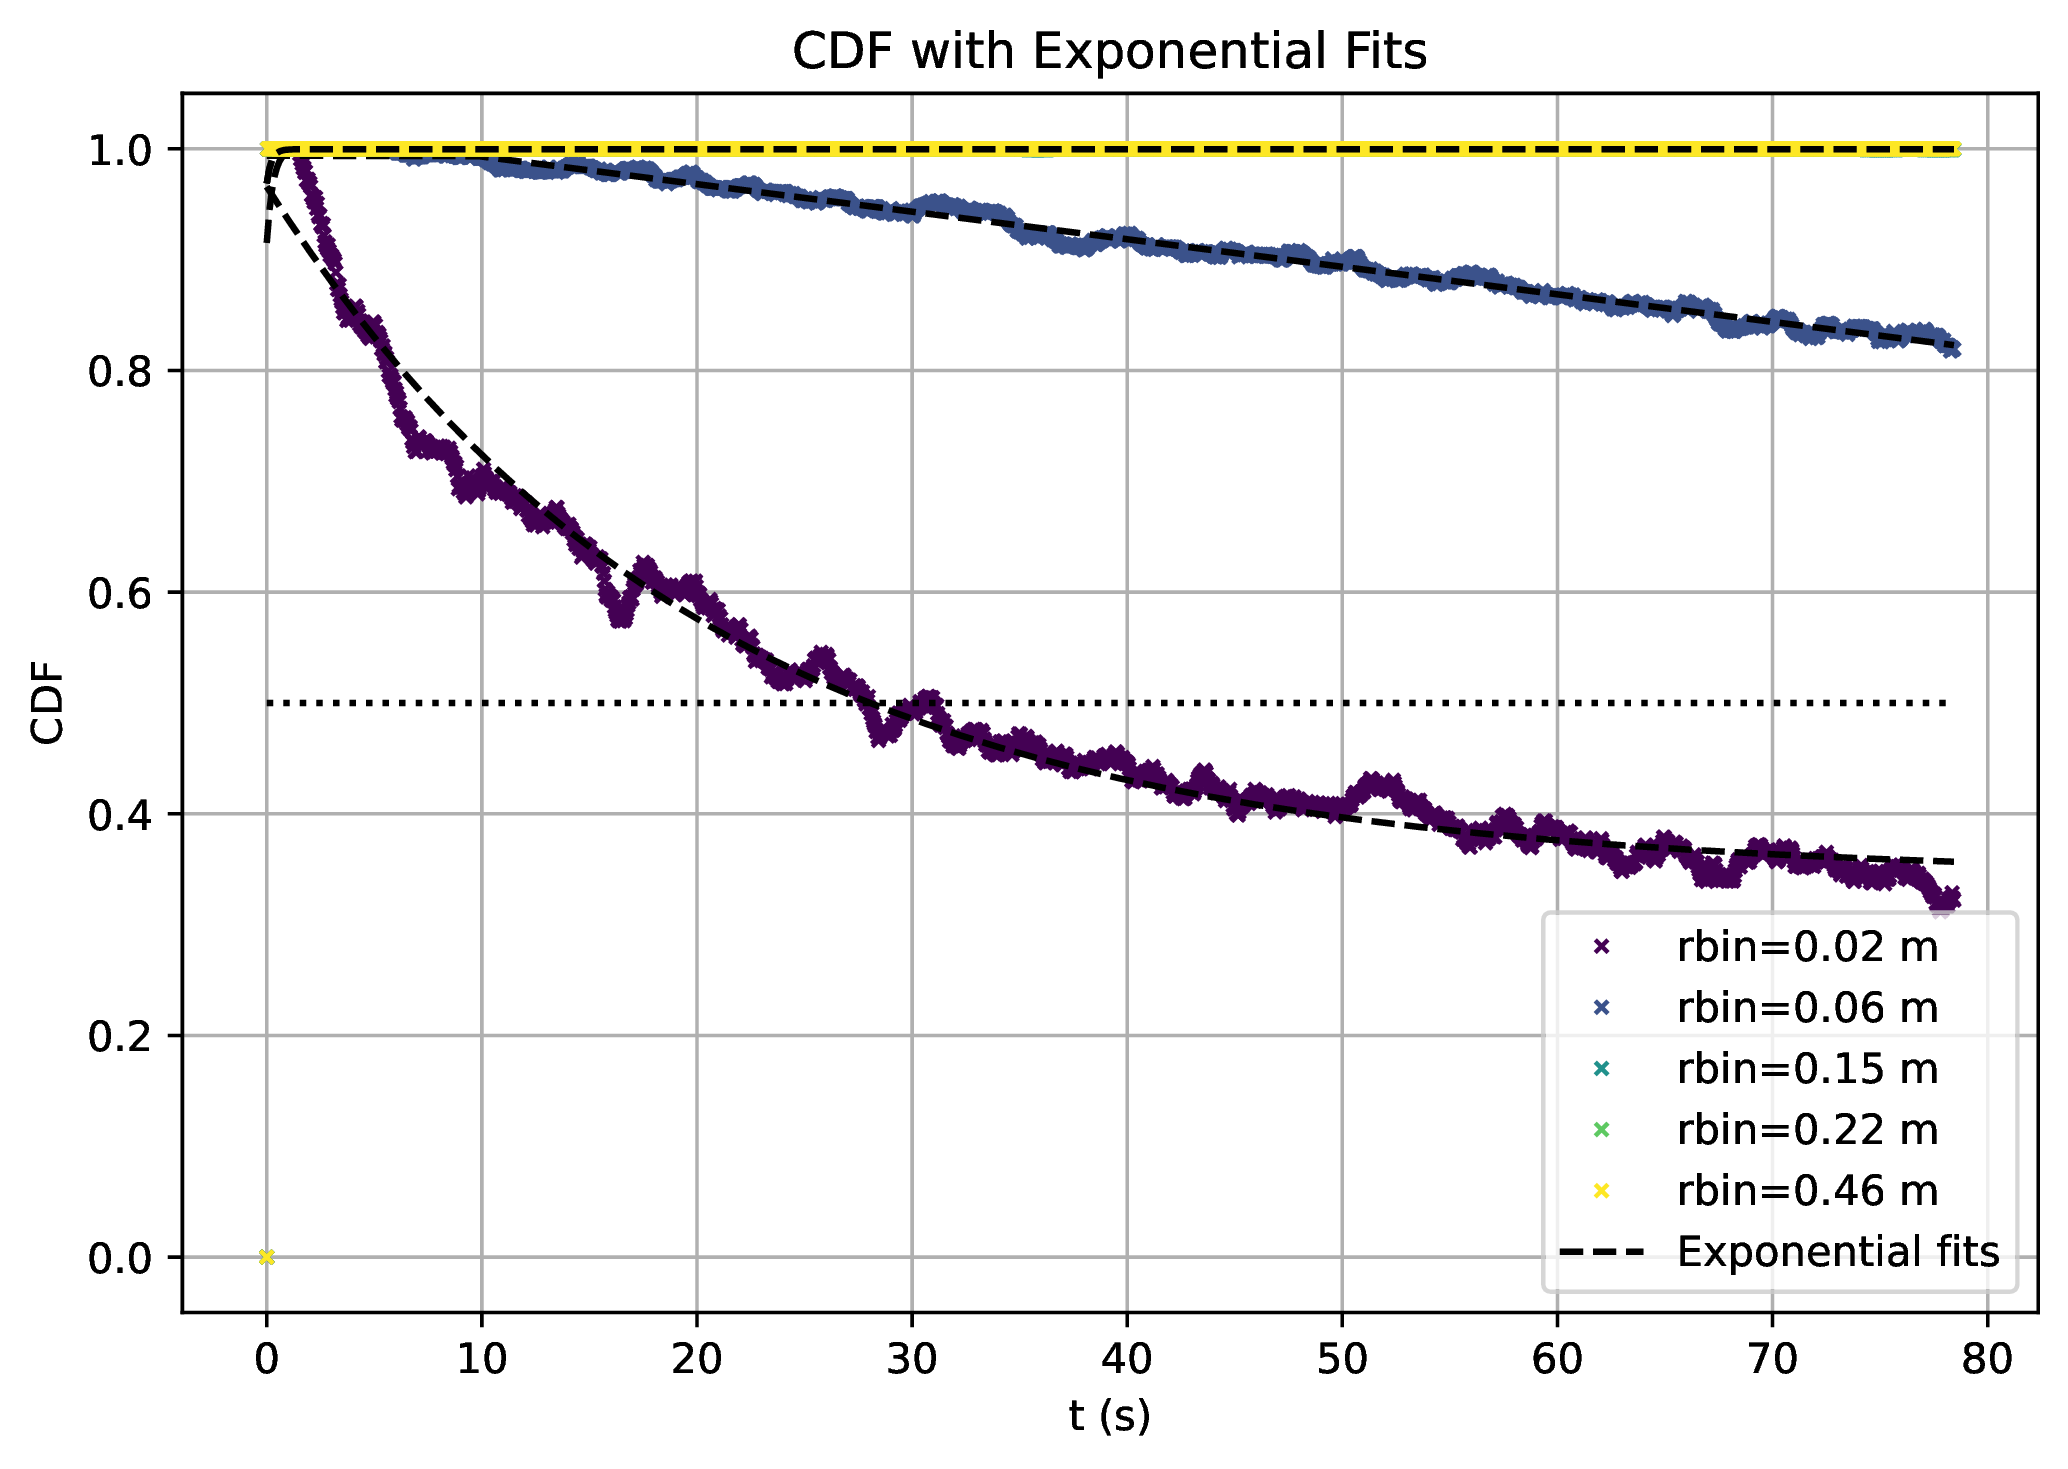 CDF with Exponential Fits
CDF
1.0
0.8
0.6
0.4
0.2
0.0
rbin=0.02 m
rbin=0.06 m
rbin=0.15 m
rbin=0.22 m
rbin=0.46 m
Exponential fits
0 10 20 30 40 50 60 70 80
t (s)